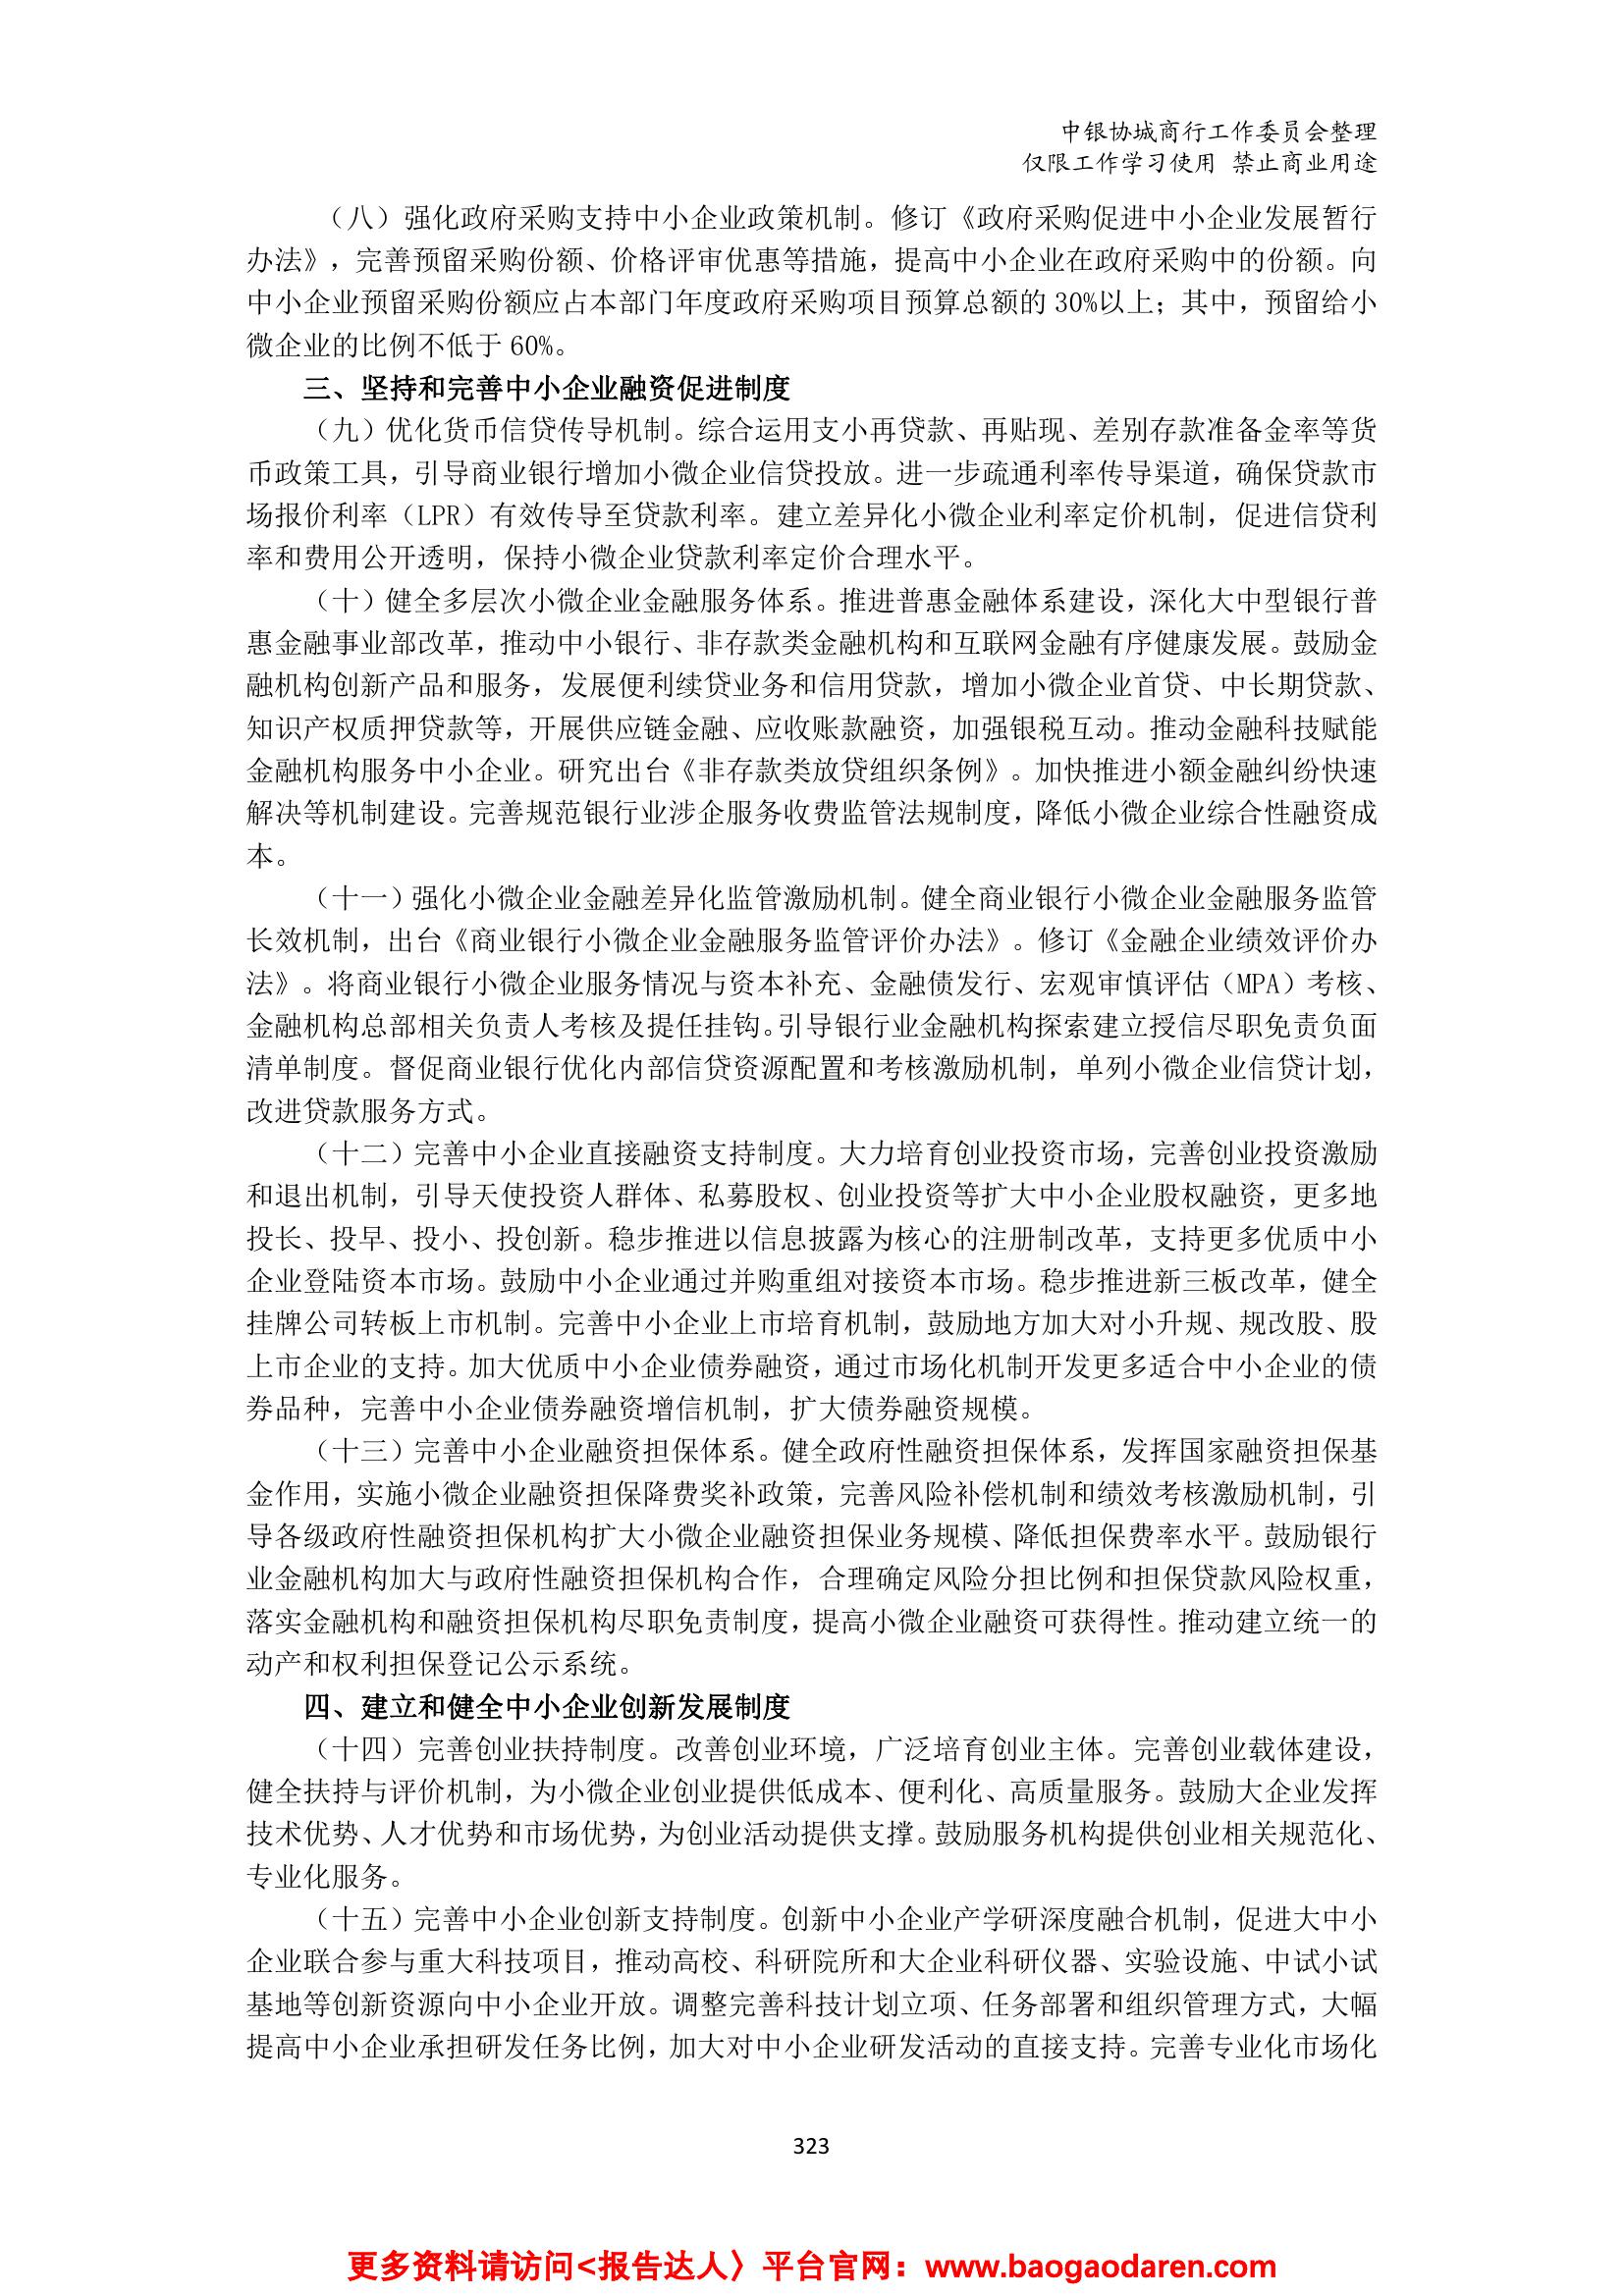 中银协城商行工作委员会整理
仅限工作学习使用 禁止商业用途
（八）强化政府采购支持中小企业政策机制。修订《政府采购促进中小企业发展暂行
办法》，完善预留采购份额、价格评审优惠等措施，提高中小企业在政府采购中的份额。向
中小企业预留采购份额应占本部门年度政府采购项目预算总额的 30%以上；其中，预留给小
微企业的比例不低于 60%。
三、坚持和完善中小企业融资促进制度
（九）优化货币信贷传导机制。综合运用支小再贷款、再贴现、差别存款准备金率等货
币政策工具，引导商业银行增加小微企业信贷投放。进一步疏通利率传导渠道，确保贷款市
场报价利率（LPR）有效传导至贷款利率。建立差异化小微企业利率定价机制，促进信贷利
率和费用公开透明，保持小微企业贷款利率定价合理水平。
（十）健全多层次小微企业金融服务体系。推进普惠金融体系建设，深化大中型银行普
惠金融事业部改革，推动中小银行、非存款类金融机构和互联网金融有序健康发展。鼓励金
融机构创新产品和服务，发展便利续贷业务和信用贷款，增加小微企业首贷、中长期贷款、
知识产权质押贷款等，开展供应链金融、应收账款融资，加强银税互动。推动金融科技赋能
金融机构服务中小企业。研究出台《非存款类放贷组织条例》。加快推进小额金融纠纷快速
解决等机制建设。完善规范银行业涉企服务收费监管法规制度，降低小微企业综合性融资成
本。
（十一）强化小微企业金融差异化监管激励机制。健全商业银行小微企业金融服务监管
长效机制，出台《商业银行小微企业金融服务监管评价办法》。修订《金融企业绩效评价办
法》。将商业银行小微企业服务情况与资本补充、金融债发行、宏观审慎评估（MPA）考核、
金融机构总部相关负责人考核及提任挂钩。引导银行业金融机构探索建立授信尽职免责负面
清单制度。督促商业银行优化内部信贷资源配置和考核激励机制，单列小微企业信贷计划，
改进贷款服务方式。
（十二）完善中小企业直接融资支持制度。大力培育创业投资市场，完善创业投资激励
和退出机制，引导天使投资人群体、私募股权、创业投资等扩大中小企业股权融资，更多地
投长、投早、投小、投创新。稳步推进以信息披露为核心的注册制改革，支持更多优质中小
企业登陆资本市场。鼓励中小企业通过并购重组对接资本市场。稳步推进新三板改革，健全
挂牌公司转板上市机制。完善中小企业上市培育机制，鼓励地方加大对小升规、规改股、股
上市企业的支持。加大优质中小企业债券融资，通过市场化机制开发更多适合中小企业的债
券品种，完善中小企业债券融资增信机制，扩大债券融资规模。
（十三）完善中小企业融资担保体系。健全政府性融资担保体系，发挥国家融资担保基
金作用，实施小微企业融资担保降费奖补政策，完善风险补偿机制和绩效考核激励机制，引
导各级政府性融资担保机构扩大小微企业融资担保业务规模、降低担保费率水平。鼓励银行
业金融机构加大与政府性融资担保机构合作，合理确定风险分担比例和担保贷款风险权重，
落实金融机构和融资担保机构尽职免责制度，提高小微企业融资可获得性。推动建立统一的
动产和权利担保登记公示系统。
四、建立和健全中小企业创新发展制度
（十四）完善创业扶持制度。改善创业环境，广泛培育创业主体。完善创业载体建设，
健全扶持与评价机制，为小微企业创业提供低成本、便利化、高质量服务。鼓励大企业发挥
技术优势、人才优势和市场优势，为创业活动提供支撑。鼓励服务机构提供创业相关规范化、
专业化服务。
（十五）完善中小企业创新支持制度。创新中小企业产学研深度融合机制，促进大中小
企业联合参与重大科技项目，推动高校、科研院所和大企业科研仪器、实验设施、中试小试
基地等创新资源向中小企业开放。调整完善科技计划立项、任务部署和组织管理方式，大幅
提高中小企业承担研发任务比例，加大对中小企业研发活动的直接支持。完善专业化市场化
323
更多资料请访问<报告达人〉平台官网：www.baogaodaren.com